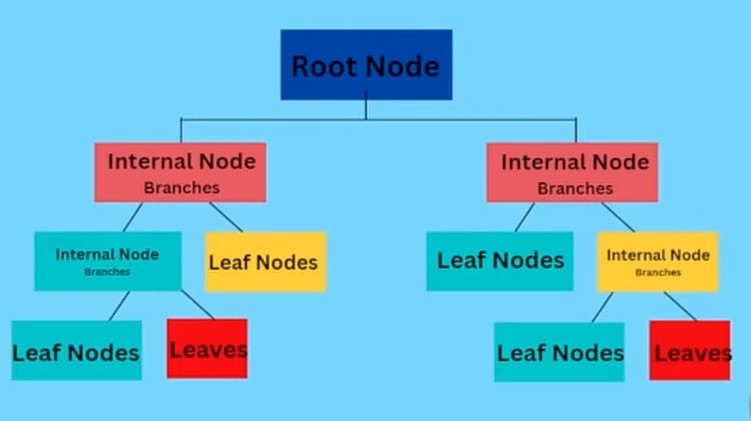 Root Node
Internal Node
Branches
Internal Node
Branches
Internal Node
Branches
Leaf Nodes
Leaf Nodes
Internal Node
Branches
Leaf Nodes
Leaves
Leaf Nodes
Leaves